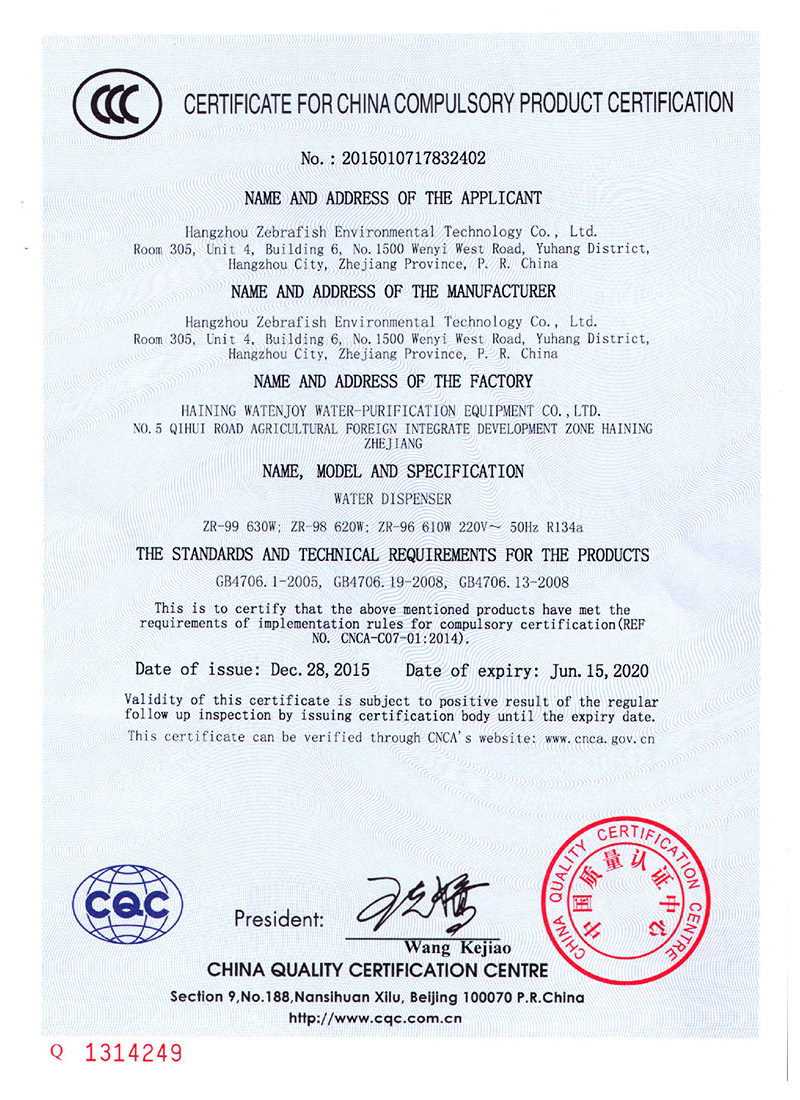 CCC
CERTIFICATE FOR CHINA COMPULSORY PRODUCT CERTIFICATION
No. : 2015010717832402
NAME AND ADDRESS OF THE APPLICANT
Hangzhou Zebrafish Environmental Technology Co., Ltd.
Room 305, Unit 4, Building 6, No.1500 Wenyi West Road, Yuhang District,
Hangzhou City, Zhejiang Province, P. R. China
NAME AND ADDRESS OF THE MANUFACTURER
Hangzhou Zebrafish Environmental Technology Co., Ltd.
Room 305, Unit 4, Building 6, No.1500 Wenyi West Road, Yuhang District,
Hangzhou City, Zhejiang Province, P. R. China
NAME AND ADDRESS OF THE FACTORY
HAINING WATENJOY WATER-PURIFICATION EQUIPMENT CO.,LTD.
NO.5 QIHUI ROAD AGRICULTURAL FOREIGN INTEGRATE DEVELOPMENT ZONE HAINING
ZHEJIANG
NAME, MODEL AND SPECIFICATION
WATER DISPENSER
ZR-99 630W; ZR-98 620W; ZR-96 610W 220V~ 50Hz R134a
THE STANDARDS AND TECHNICAL REQUIREMENTS FOR THE PRODUCTS
GB4706.1-2005, GB4706.19-2008, GB4706.13-2008
This is to certify that the above mentioned products have met the
requirements of implementation rules for compulsory certification(REF
NO. CNCA-C07-01:2014).
Date of issue: Dec.28,2015 Date of expiry: Jun.15,2020
Validity of this certificate is subject to positive result of the regular
follow up inspection by issuing certification body until the expiry date.
This certificate can be verified through CNCA's website: www.cnca.gov.cn
CHINA QUALITY CERTIFICATION CENTRE
中国质量认证中心
CQC
President: 王克娇
Wang Kejiao
CHINA QUALITY CERTIFICATION CENTRE
Section 9,No.188,Nansihuan Xilu, Beijing 100070 P.R.China
http://www.cqc.com.cn
Q 1314249